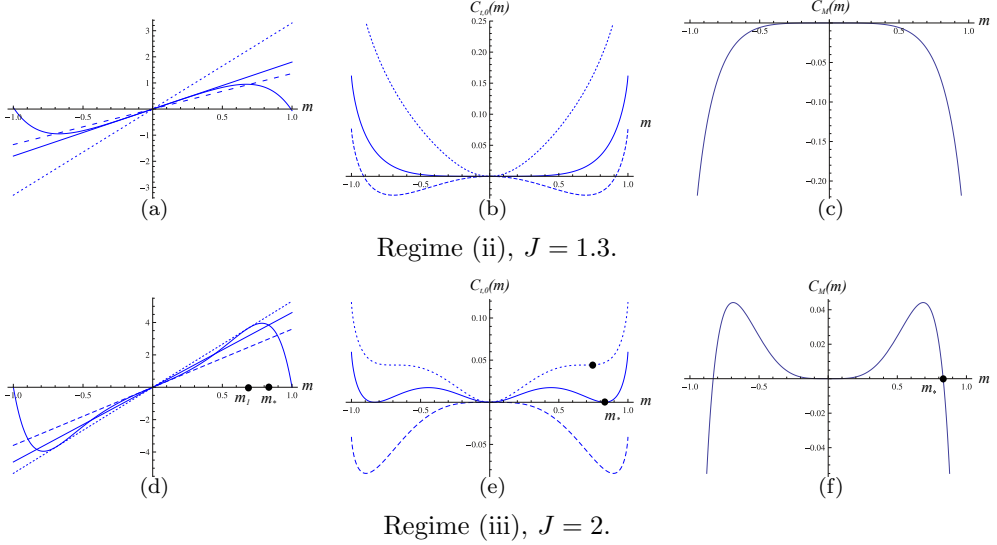 3
2
1
−1.0 −0.5 0.5 1.0 m
−1
−2
−3
(a)
C_{t,0}(m)
0.25
0.20
0.15
0.10
0.05
m
−1.0 −0.5 0.5 1.0
(b)
C_M(m)
−1.0 −0.5 0.5 1.0 m
−0.05
−0.10
−0.15
−0.20
(c)
Regime (ii), J = 1.3.
4
2
−1.0 −0.5 0.5 1.0 m
m_l m_*
−2
−4
(d)
C_{t,0}(m)
0.10
0.05
−1.0 −0.5 0.5 1.0 m
m_*
−0.05
(e)
C_M(m)
0.04
0.02
−1.0 −0.5 0.5 1.0 m
m_*
−0.02
−0.04
(f)
Regime (iii), J = 2.